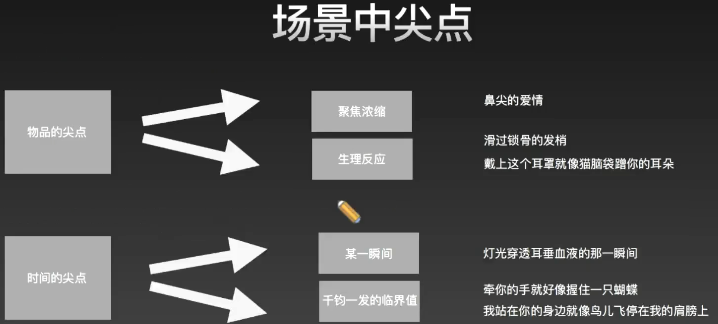 场景中尖点
物品的尖点
聚焦浓缩
鼻尖的爱情
生理反应
滑过锁骨的发梢
戴上这个耳罩就像猫脑袋蹭你的耳朵
时间的尖点
某一瞬间
灯光穿透耳垂血液的那一瞬间
千钧一发的临界值
牵你的手就好像握住一只蝴蝶
我站在你的身边就像鸟儿飞停在我的肩膀上